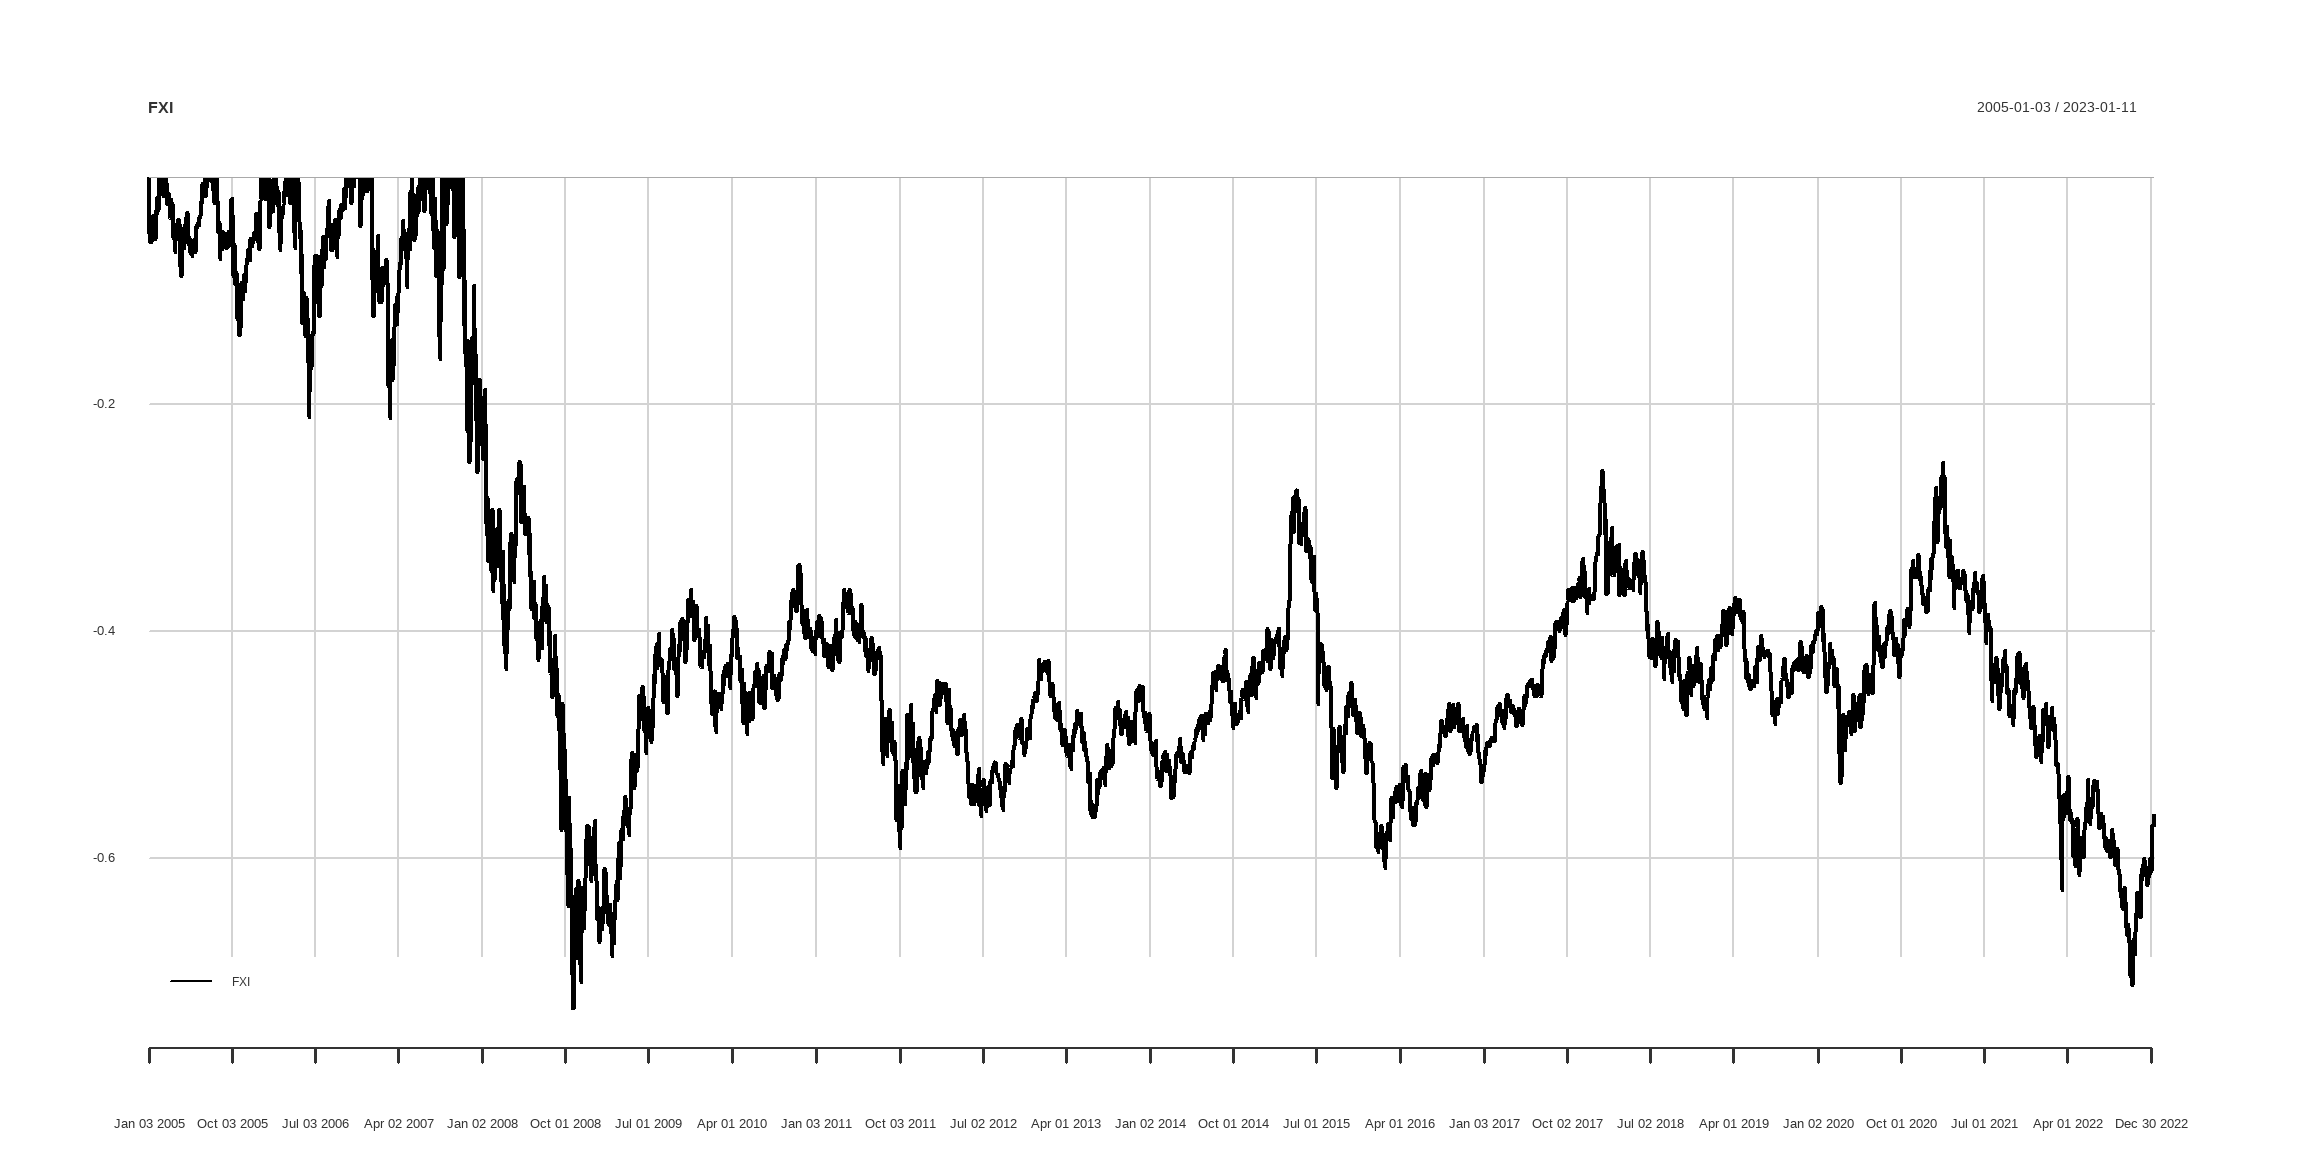 FXI
2005-01-03 / 2023-01-11
-0.2
-0.4
-0.6
FXI
Jan 03 2005 Oct 03 2005 Jul 03 2006 Apr 02 2007 Jan 02 2008 Oct 01 2008 Jul 01 2009 Apr 01 2010 Jan 03 2011 Oct 03 2011 Jul 02 2012 Apr 01 2013 Jan 02 2014 Oct 01 2014 Jul 01 2015 Apr 01 2016 Jan 03 2017 Oct 02 2017 Jul 02 2018 Apr 01 2019 Jan 02 2020 Oct 01 2020 Jul 01 2021 Apr 01 2022 Dec 30 2022